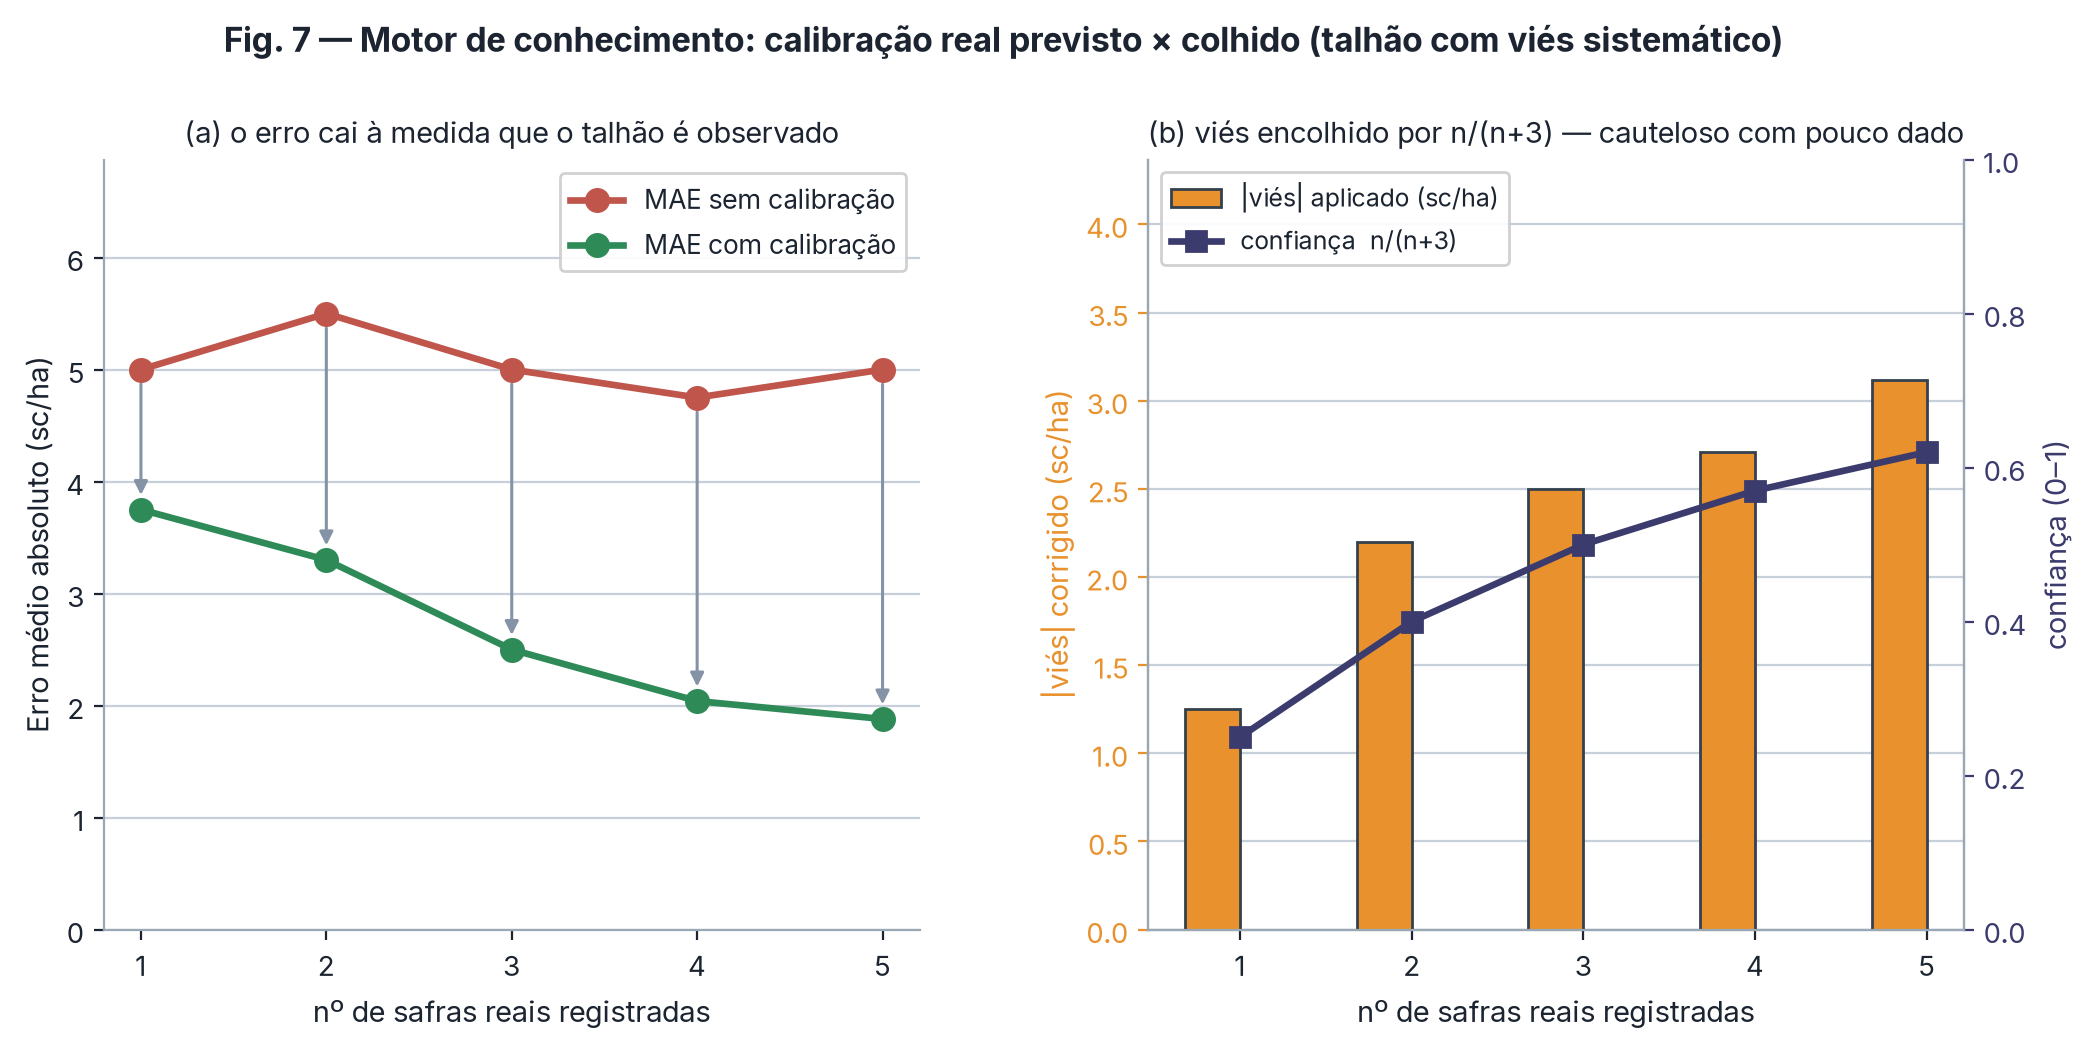 Fig. 7 — Motor de conhecimento: calibração real previsto × colhido (talhão com viés sistemático)
(a) o erro cai à medida que o talhão é observado
MAE sem calibração
MAE com calibração
Erro médio absoluto (sc/ha)
6
5
4
3
2
1
0
1 2 3 4 5
nº de safras reais registradas
(b) viés encolhido por n/(n+3) — cauteloso com pouco dado
|viés| aplicado (sc/ha)
confiança n/(n+3)
|viés| corrigido (sc/ha)
4.0
3.5
3.0
2.5
2.0
1.5
1.0
0.5
0.0
1.0
0.8
0.6
0.4
0.2
0.0
confiança (0–1)
1 2 3 4 5
nº de safras reais registradas